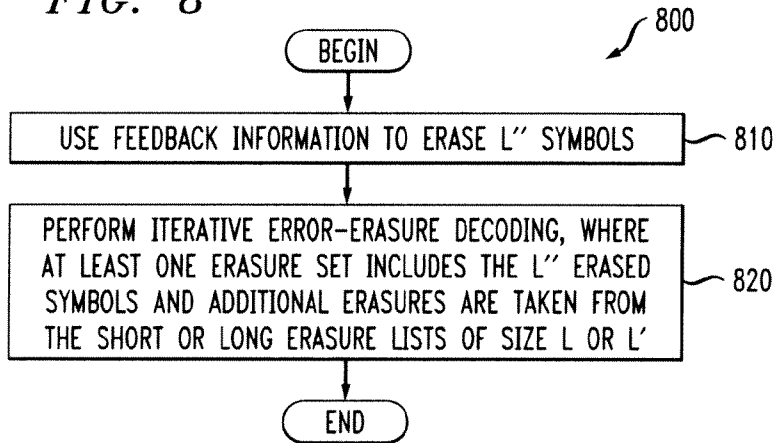 FIG. 8
800
BEGIN
USE FEEDBACK INFORMATION TO ERASE L'' SYMBOLS
810
PERFORM ITERATIVE ERROR-ERASURE DECODING, WHERE
AT LEAST ONE ERASURE SET INCLUDES THE L'' ERASED
SYMBOLS AND ADDITIONAL ERASURES ARE TAKEN FROM
THE SHORT OR LONG ERASURE LISTS OF SIZE L OR L'
820
END